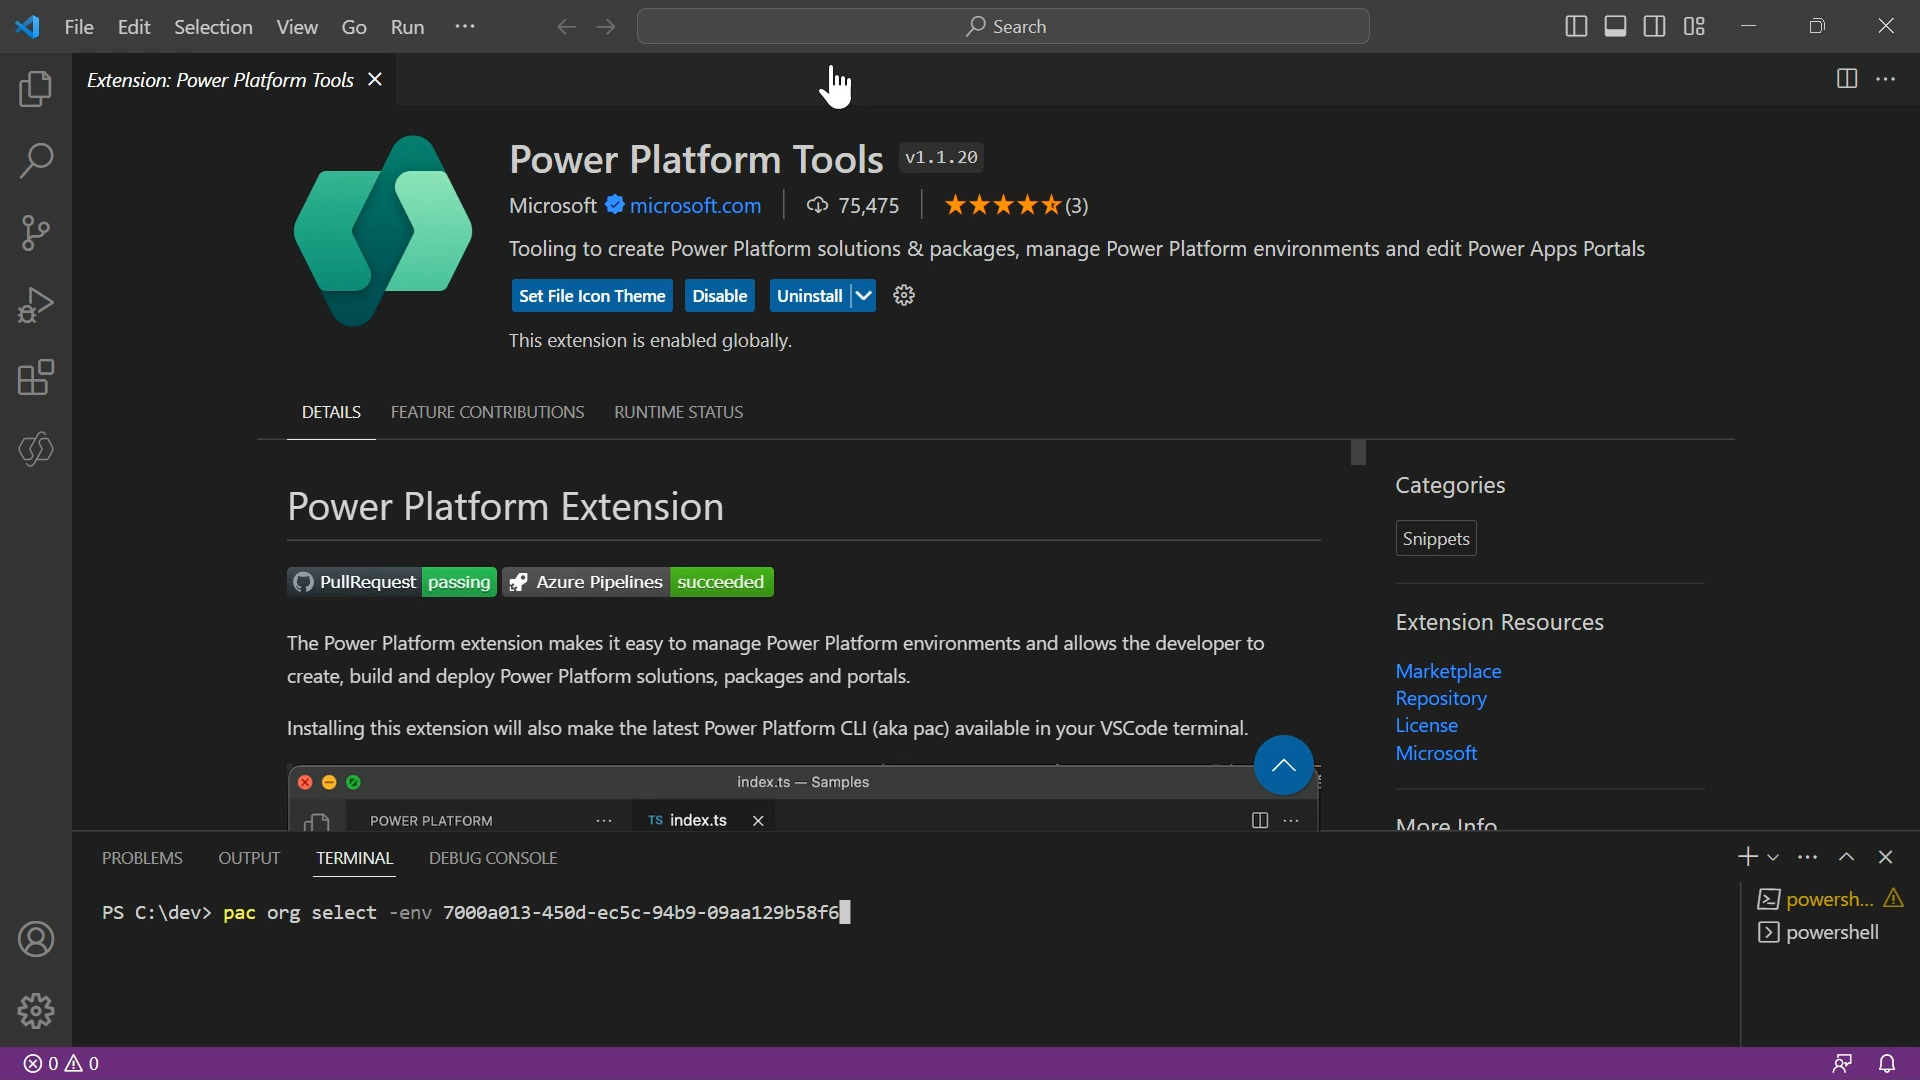 File Edit Selection View Go Run ···
Search
Extension: Power Platform Tools
Power Platform Tools v1.1.20
Microsoft microsoft.com 75,475 (3)
Tooling to create Power Platform solutions & packages, manage Power Platform environments and edit Power Apps Portals
Set File Icon Theme Disable Uninstall
This extension is enabled globally.
DETAILS FEATURE CONTRIBUTIONS RUNTIME STATUS
Power Platform Extension
PullRequest passing Azure Pipelines succeeded
The Power Platform extension makes it easy to manage Power Platform environments and allows the developer to
create, build and deploy Power Platform solutions, packages and portals.
Installing this extension will also make the latest Power Platform CLI (aka pac) available in your VSCode terminal.
index.ts — Samples
POWER PLATFORM ··· TS index.ts
Categories
Snippets
Extension Resources
Marketplace
Repository
License
Microsoft
More Info
PROBLEMS OUTPUT TERMINAL DEBUG CONSOLE
PS C:\dev> pac org select -env 7000a013-450d-ec5c-94b9-09aa129b58f6
powersh...
powershell
0 0